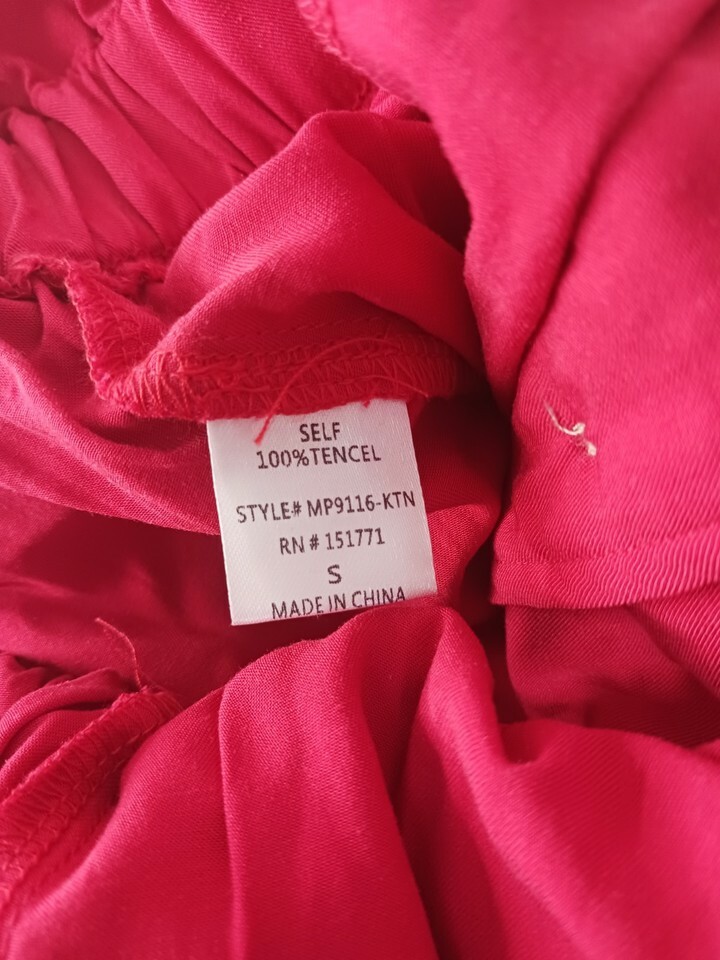 SELF
100%TENCEL
STYLE# MP9116-KTN
RN # 151771
S
MADE IN CHINA